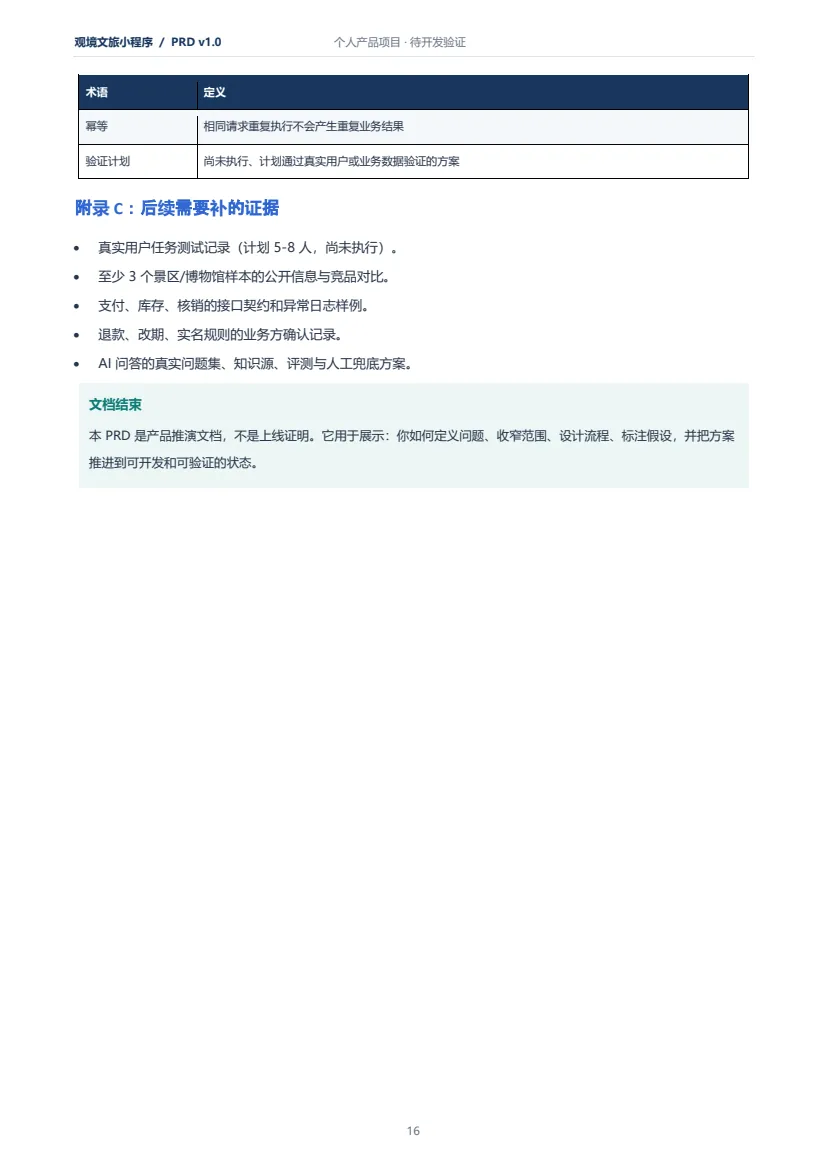 观境文旅小程序 / PRD v1.0 个人产品项目 · 待开发验证
术语 定义
幂等 相同请求重复执行不会产生重复业务结果
验证计划 尚未执行、计划通过真实用户或业务数据验证的方案
附录 C：后续需要补的证据
• 真实用户任务测试记录（计划 5-8 人，尚未执行）。
• 至少 3 个景区/博物馆样本的公开信息与竞品对比。
• 支付、库存、核销的接口契约和异常日志样例。
• 退款、改期、实名规则的业务方确认记录。
• AI 问答的真实问题集、知识源、评测与人工兜底方案。
文档结束
本 PRD 是产品推演文档，不是上线证明。它用于展示：你如何定义问题、收窄范围、设计流程、标注假设，并把方案
推进到可开发和可验证的状态。
16